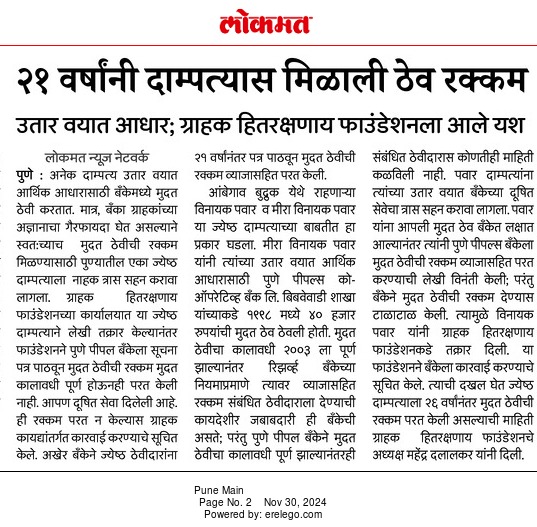 लोकमत
२१ वर्षांनी दाम्पत्यास मिळाली ठेव रक्कम
उतार वयात आधार; ग्राहक हितरक्षणाय फाउंडेशनला आले यश
लोकमत न्यूज नेटवर्क
पुणे : अनेक दाम्पत्य उतार वयात
आर्थिक आधारासाठी बँकेमध्ये मुदत
ठेवी करतात. मात्र, बँका ग्राहकांच्या
अज्ञानाचा गैरफायदा घेत असल्याने
स्वत:च्याच मुदत ठेवीची रक्कम
मिळण्यासाठी पुण्यातील एका ज्येष्ठ
दाम्पत्याला नाहक त्रास सहन करावा
लागला. ग्राहक हितरक्षणाय
फाउंडेशनच्या कार्यालयात या ज्येष्ठ
दाम्पत्याने लेखी तक्रार केल्यानंतर
फाउंडेशनने पुणे पीपल बँकेला सूचना
पत्र पाठवून मुदत ठेवीची रक्कम मुदत
कालावधी पूर्ण होऊनही परत केली
नाही. आपण दूषित सेवा दिलेली आहे.
ही रक्कम परत न केल्यास ग्राहक
कायद्यांतर्गत कारवाई करण्याचे सूचित
केले. अखेर बँकेने ज्येष्ठ ठेवीदारांना
२१ वर्षांनंतर पत्र पाठवून मुदत ठेवीची
रक्कम व्याजासहित परत केली.
आंबेगाव बुद्रुक येथे राहणाऱ्या
विनायक पवार व मीरा विनायक पवार
या ज्येष्ठ दाम्पत्याच्या बाबतीत हा
प्रकार घडला. मीरा विनायक पवार
यांनी त्यांच्या उतार वयात आर्थिक
आधारासाठी पुणे पीपल्स को-
ऑपरेटिव्ह बँक लि. बिबवेवाडी शाखा
यांच्याकडे १९९८ मध्ये ४० हजार
रुपयांची मुदत ठेव ठेवली होती. मुदत
ठेवीचा कालावधी २००३ ला पूर्ण
झाल्यानंतर रिझर्व्ह बँकेच्या
नियमाप्रमाणे त्यावर व्याजासहित
रक्कम संबंधित ठेवीदाराला देण्याची
कायदेशीर जबाबदारी ही बँकेची
असते; परंतु पुणे पीपल बँकेने मुदत
ठेवीचा कालावधी पूर्ण झाल्यानंतरही
संबंधित ठेवीदारास कोणतीही माहिती
कळविली नाही. पवार दाम्पत्यांना
त्यांच्या उतार वयात बँकेच्या दूषित
सेवेचा त्रास सहन करावा लागला. पवार
यांना आपली मुदत ठेव बँकेत लक्षात
आल्यानंतर त्यांनी पुणे पीपल्स बँकेला
मुदत ठेवीची रक्कम व्याजासहित परत
करण्याची लेखी विनंती केली; परंतु
बँकेने मुदत ठेवीची रक्कम देण्यास
टाळाटाळ केली. त्यामुळे विनायक
पवार यांनी ग्राहक हितरक्षणाय
फाउंडेशनकडे तक्रार दिली. या
फाउंडेशनने बँकेला कारवाई करण्याचे
सूचित केले. त्याची दखल घेत ज्येष्ठ
दाम्पत्याला २६ वर्षांनंतर मुदत ठेवीची
रक्कम परत केली असल्याची माहिती
ग्राहक हितरक्षणाय फाउंडेशनचे
अध्यक्ष महेंद्र दलालकर यांनी दिली.
Pune Main
Page No. 2 Nov 30, 2024
Powered by: erelego.com